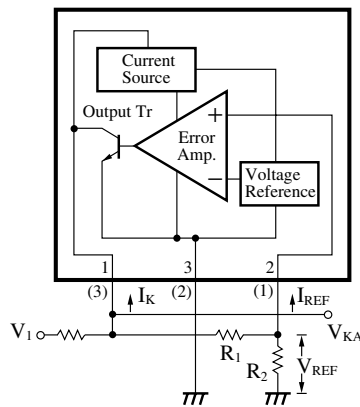 Current
Source
Output Tr
+
Error
Amp.
−
Voltage
Reference
1 3 2
(3) I_K (2) (1) I_REF
V_1 V_KA
R_1
R_2 V_REF